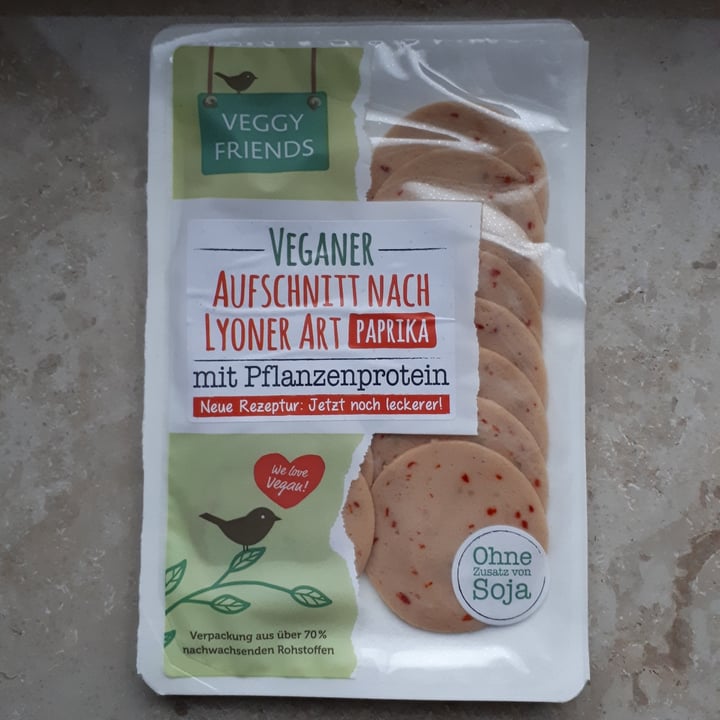 VEGGY
FRIENDS
VEGANER
AUFSCHNITT NACH
LYONER ART PAPRIKA
mit Pflanzenprotein
Neue Rezeptur: Jetzt noch leckerer!
We love
Vegan!
Ohne
Zusatz von
Soja
Verpackung aus über 70%
nachwachsenden Rohstoffen